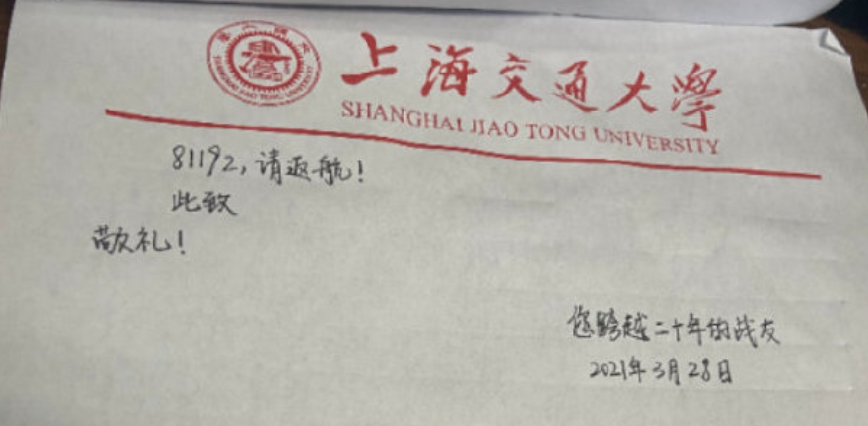 上海交通大學
SHANGHAI JIAO TONG UNIVERSITY
81192,请返航!
此致
敬礼!
您跨越二十年的战友
2021年3月28日